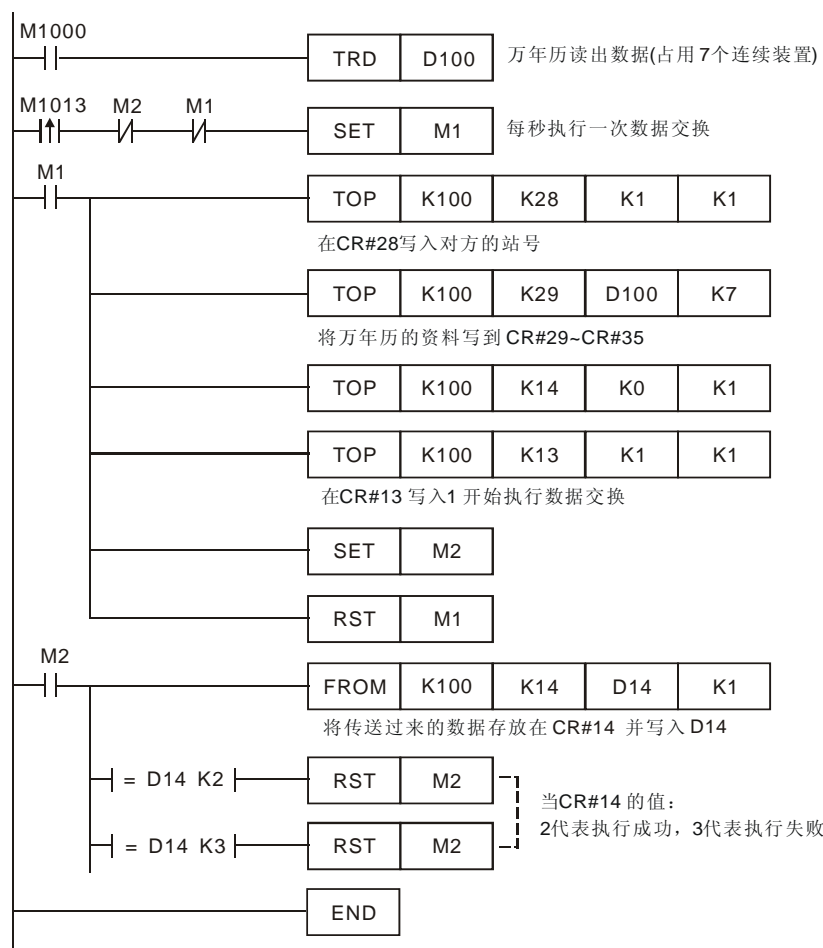 M1000
TRD D100 万年历读出数据(占用7个连续装置)
M1013 M2 M1
SET M1 每秒执行一次数据交换
M1
TOP K100 K28 K1 K1
在CR#28写入对方的站号
TOP K100 K29 D100 K7
将万年历的资料写到 CR#29~CR#35
TOP K100 K14 K0 K1
TOP K100 K13 K1 K1
在CR#13 写入1 开始执行数据交换
SET M2
RST M1
M2
FROM K100 K14 D14 K1
将传送过来的数据存放在 CR#14 并写入 D14
= D14 K2 RST M2
当CR#14 的值：
2代表执行成功，3代表执行失败
= D14 K3 RST M2
END